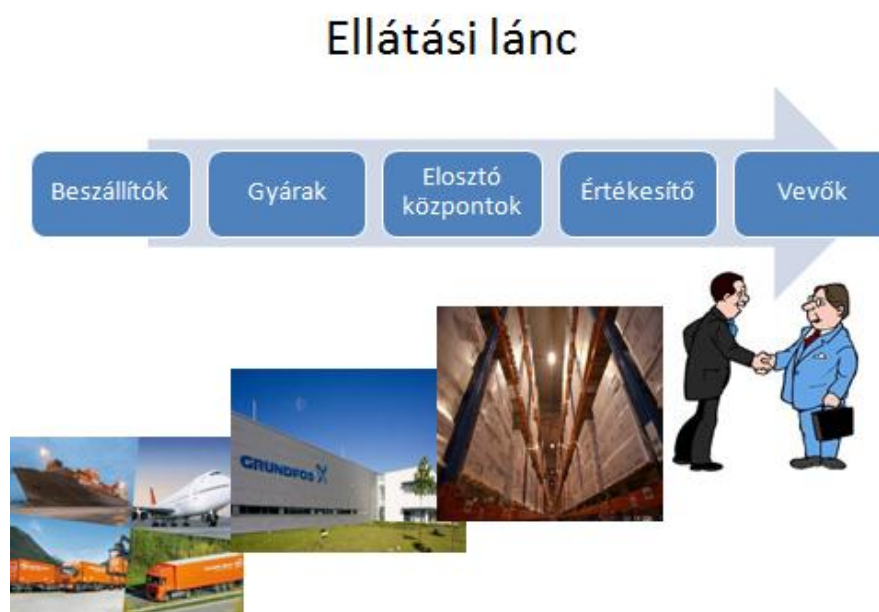 Ellátási lánc
Beszállítók
Gyárak
Elosztó
központok
Értékesítő
Vevők
GRUNDFOS